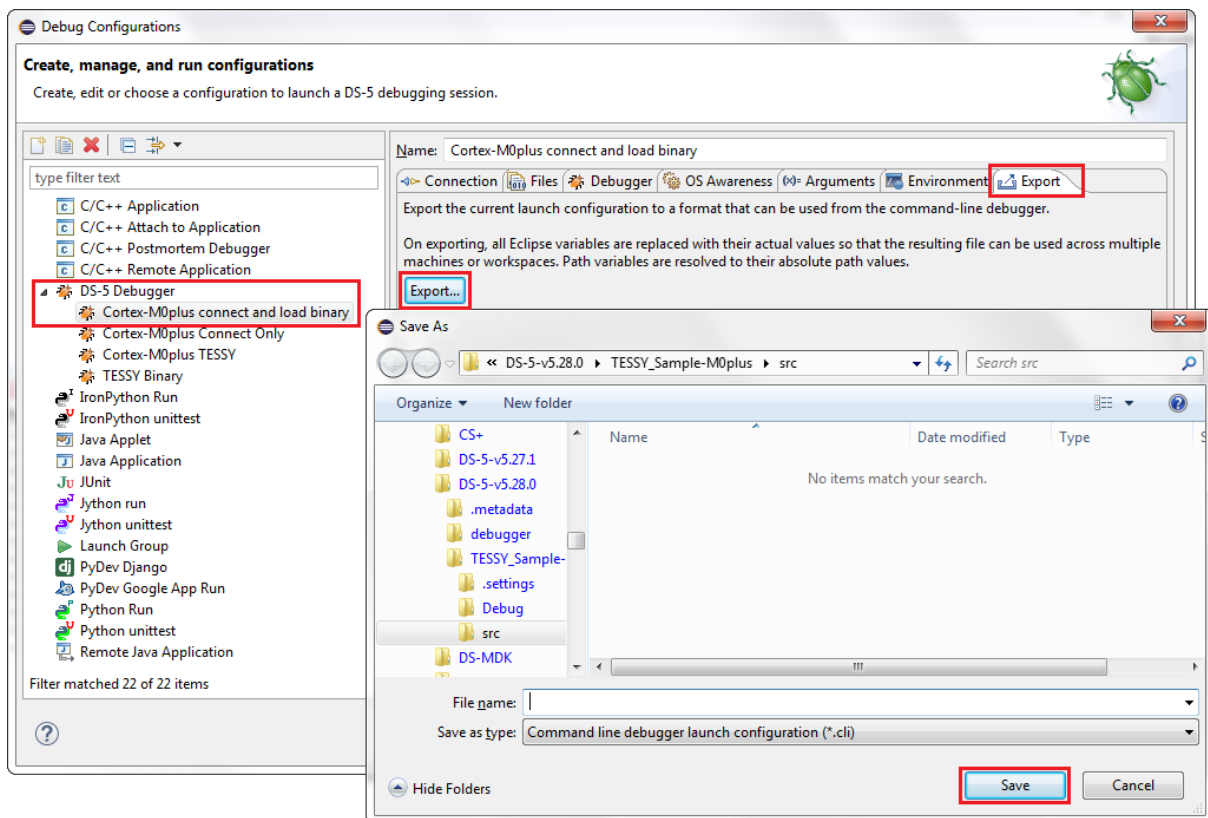 Debug Configurations
Create, manage, and run configurations
Create, edit or choose a configuration to launch a DS-5 debugging session.
type filter text
C/C++ Application
C/C++ Attach to Application
C/C++ Postmortem Debugger
C/C++ Remote Application
DS-5 Debugger
Cortex-M0plus connect and load binary
Cortex-M0plus Connect Only
Cortex-M0plus TESSY
TESSY Binary
IronPython Run
IronPython unittest
Java Applet
Java Application
Ju JUnit
Jython run
Jython unittest
Launch Group
dj PyDev Django
PyDev Google App Run
Python Run
Python unittest
Remote Java Application
Filter matched 22 of 22 items
Name: Cortex-M0plus connect and load binary
Connection Files Debugger OS Awareness (x)= Arguments Environment Export
Export the current launch configuration to a format that can be used from the command-line debugger.
On exporting, all Eclipse variables are replaced with their actual values so that the resulting file can be used across multiple
machines or workspaces. Path variables are resolved to their absolute path values.
Export...
Save As
« DS-5-v5.28.0 TESSY_Sample-M0plus src
Search src
Organize New folder
CS+
DS-5-v5.27.1
DS-5-v5.28.0
.metadata
debugger
TESSY_Sample-
.settings
Debug
src
DS-MDK
Name Date modified Type S
No items match your search.
File name:
Save as type: Command line debugger launch configuration (*.cli)
Hide Folders
Save Cancel